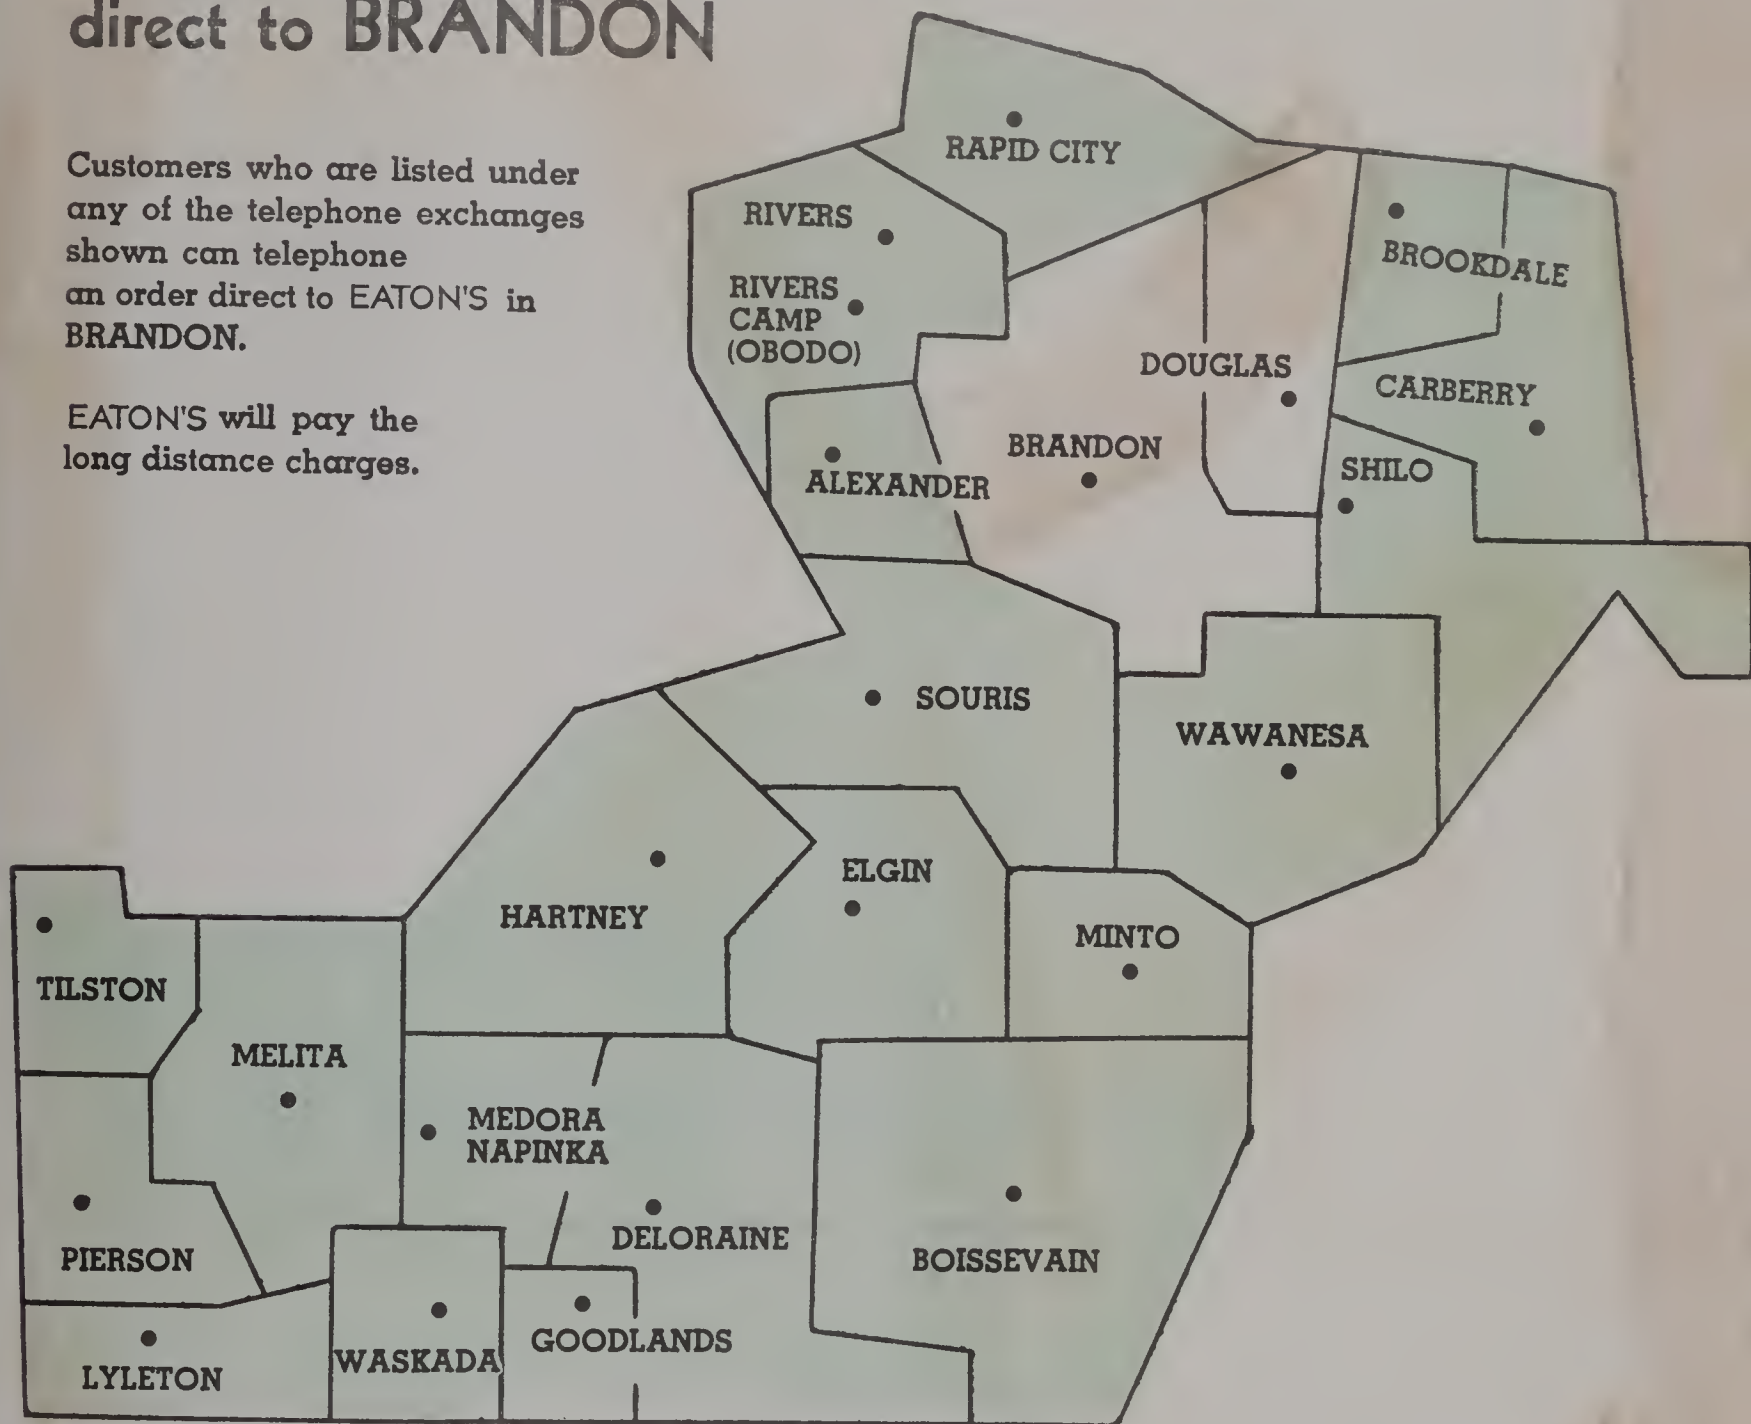 direct to BRANDON
Customers who are listed under
any of the telephone exchanges
shown can telephone
an order direct to EATON'S in
BRANDON.
EATON'S will pay the
long distance charges.
RAPID CITY
RIVERS
RIVERS
CAMP
(OBODO)
BROOKDALE
DOUGLAS
CARBERRY
BRANDON
SHILO
ALEXANDER
SOURIS
WAWANESA
ELGIN
HARTNEY
MINTO
TILSTON
MELITA
MEDORA
NAPINKA
DELORAINE
PIERSON
BOISSEVAIN
GOODLANDS
WASKADA
LYLETON